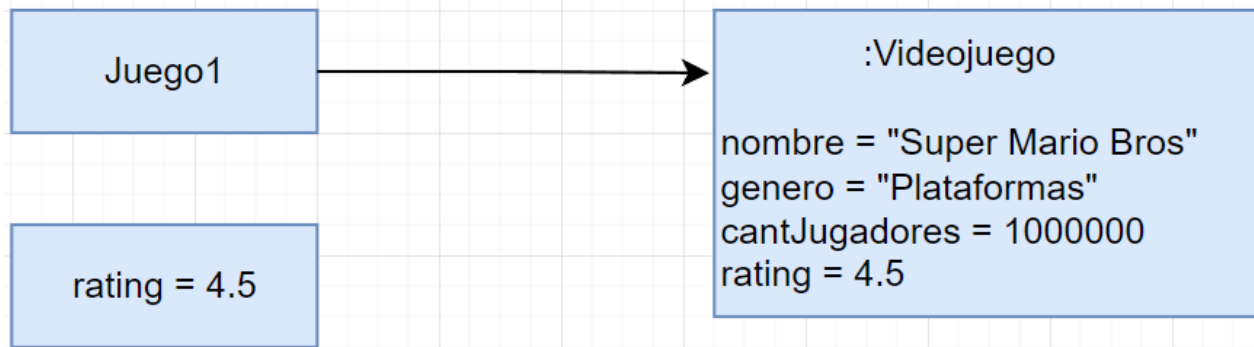 Juego1
rating = 4.5
:Videojuego
nombre = "Super Mario Bros"
genero = "Plataformas"
cantJugadores = 1000000
rating = 4.5